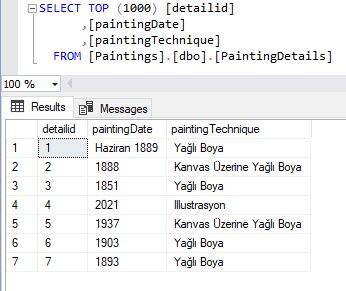 SELECT TOP (1000) [detailid]
,[paintingDate]
,[paintingTechnique]
FROM [Paintings].[dbo].[PaintingDetails]
100 %
Results Messages
detailid paintingDate paintingTechnique
1 1 Haziran 1889 Yağlı Boya
2 2 1888 Kanvas Üzerine Yağlı Boya
3 3 1851 Yağlı Boya
4 4 2021 Illustrasyon
5 5 1937 Kanvas Üzerine Yağlı Boya
6 6 1903 Yağlı Boya
7 7 1893 Yağlı Boya